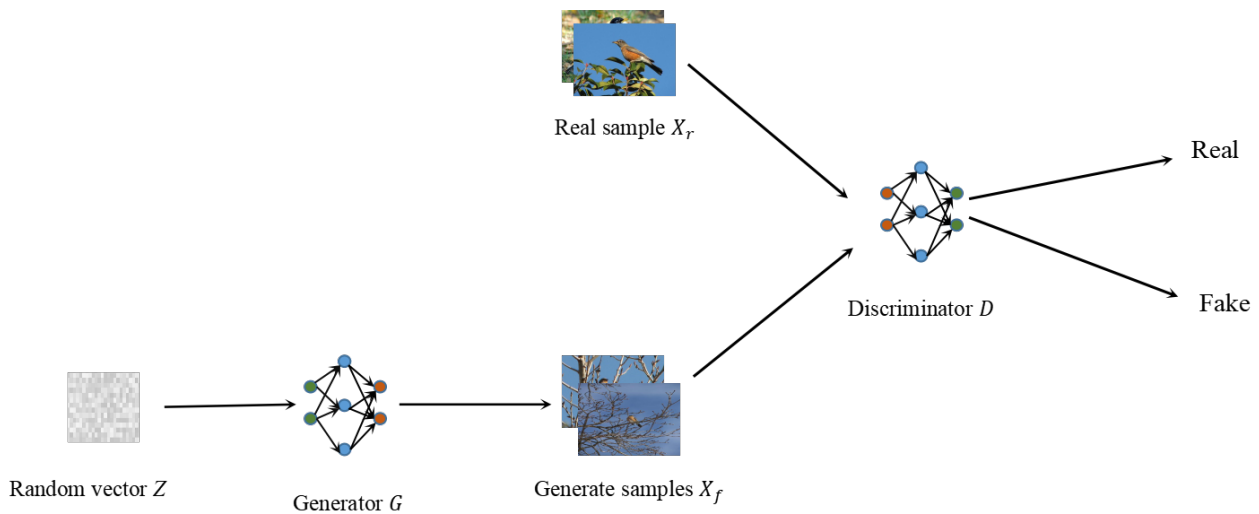 Real sample X_r
Real
Fake
Discriminator D
Random vector Z
Generator G
Generate samples X_f